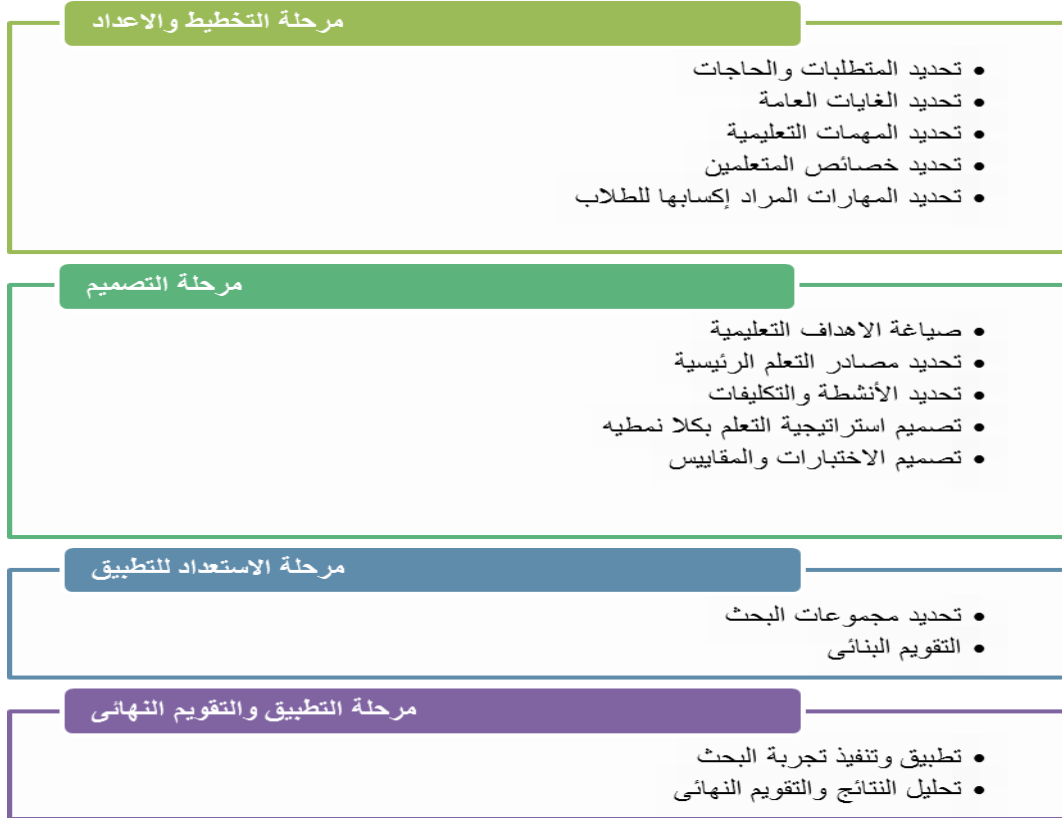 مرحلة التخطيط والاعداد
• تحديد المتطلبات والحاجات
• تحديد الغايات العامة
• تحديد المهمات التعليمية
• تحديد خصائص المتعلمين
• تحديد المهارات المراد إكسابها للطلاب
مرحلة التصميم
• صياغة الاهداف التعليمية
• تحديد مصادر التعلم الرئيسية
• تحديد الأنشطة والتكليفات
• تصميم استراتيجية التعلم بكلا نمطيه
• تصميم الاختبارات والمقاييس
مرحلة الاستعداد للتطبيق
• تحديد مجموعات البحث
• التقويم البنائى
مرحلة التطبيق والتقويم النهائى
• تطبيق وتنفيذ تجربة البحث
• تحليل النتائج والتقويم النهائى